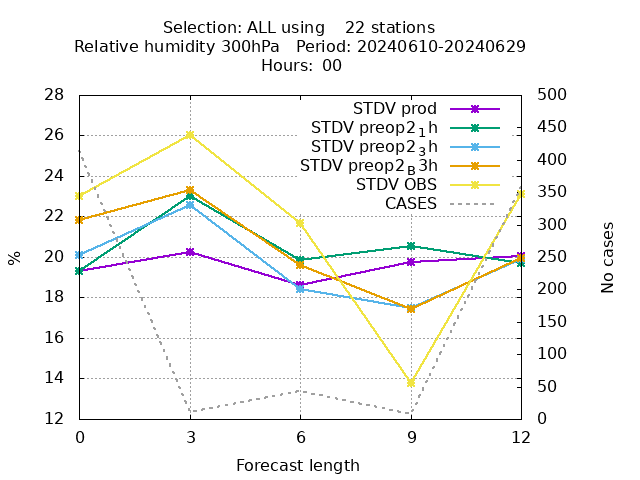 Selection: ALL using    22 stations
Relative humidity 300hPa   Period: 20240610-20240629
Hours: 00
28
26
24
22
20
18
16
14
12
%
500
450
400
350
300
250
200
150
100
50
0
No cases
STDV prod
STDV preop2₁h
STDV preop2₃h
STDV preop2_B3h
STDV OBS
CASES
0 3 6 9 12
Forecast length